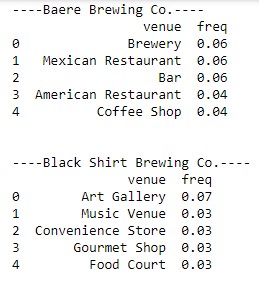 ----Baere Brewing Co.----
venue freq
0 Brewery 0.06
1 Mexican Restaurant 0.06
2 Bar 0.06
3 American Restaurant 0.04
4 Coffee Shop 0.04
----Black Shirt Brewing Co.----
venue freq
0 Art Gallery 0.07
1 Music Venue 0.03
2 Convenience Store 0.03
3 Gourmet Shop 0.03
4 Food Court 0.03